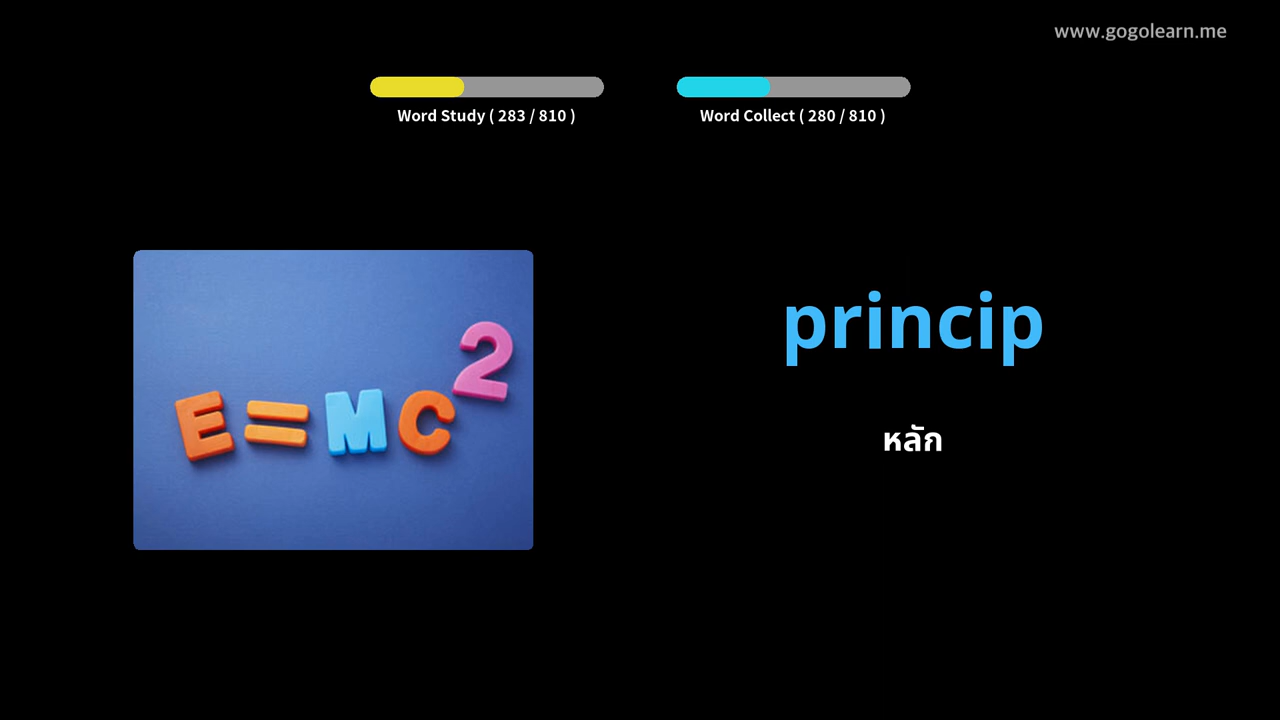 www.gogolearn.me
Word Study ( 283 / 810 )
Word Collect ( 280 / 810 )
E=MC2
princip
หลัก